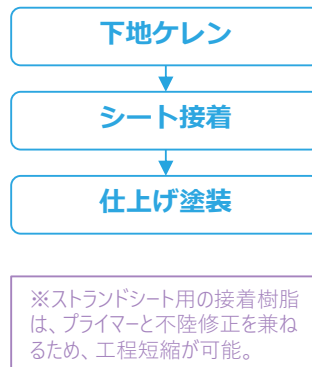 下地ケレン
シート接着
仕上げ塗装
※ストランドシート用の接着樹脂
は、プライマーと不陸修正を兼ね
るため、工程短縮が可能。